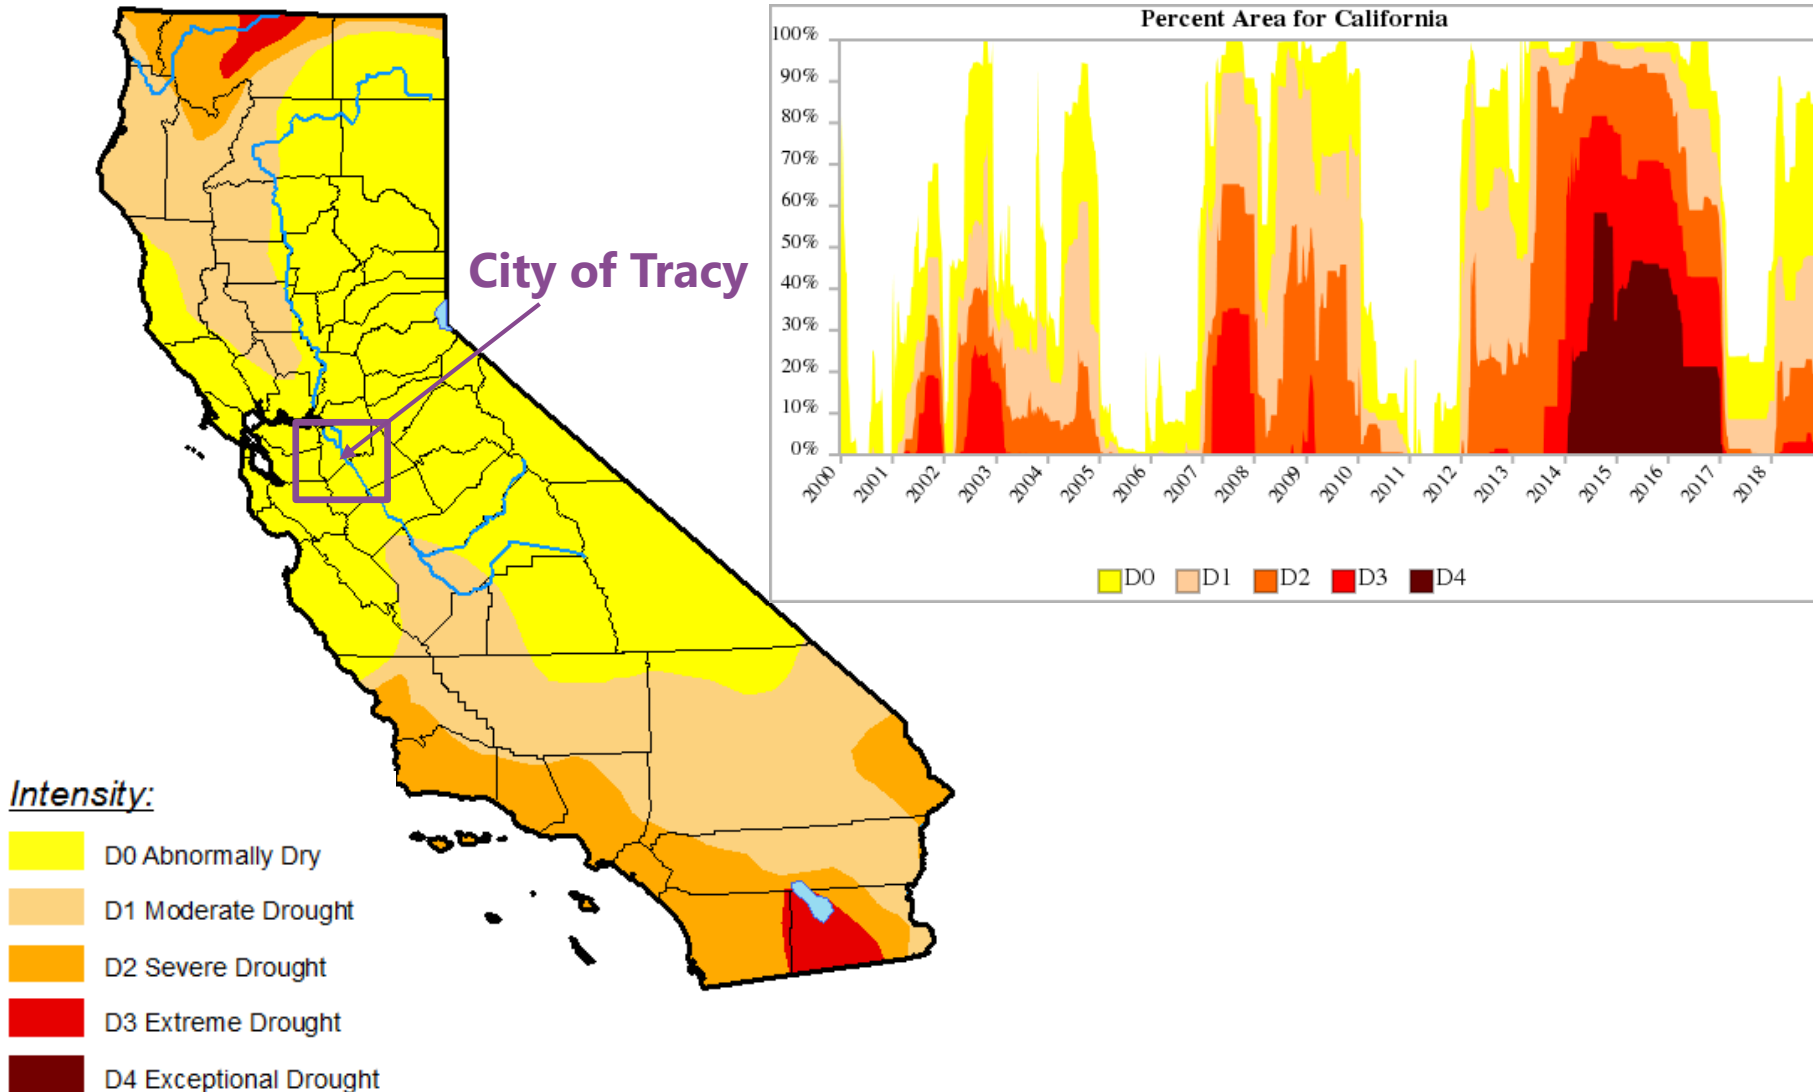 Percent Area for California
100%
90%
80%
70%
60%
50%
40%
30%
20%
10%
0%
2000 2001 2002 2003 2004 2005 2006 2007 2008 2009 2010 2011 2012 2013 2014 2015 2016 2017 2018
D0 D1 D2 D3 D4
City of Tracy
Intensity:
D0 Abnormally Dry
D1 Moderate Drought
D2 Severe Drought
D3 Extreme Drought
D4 Exceptional Drought